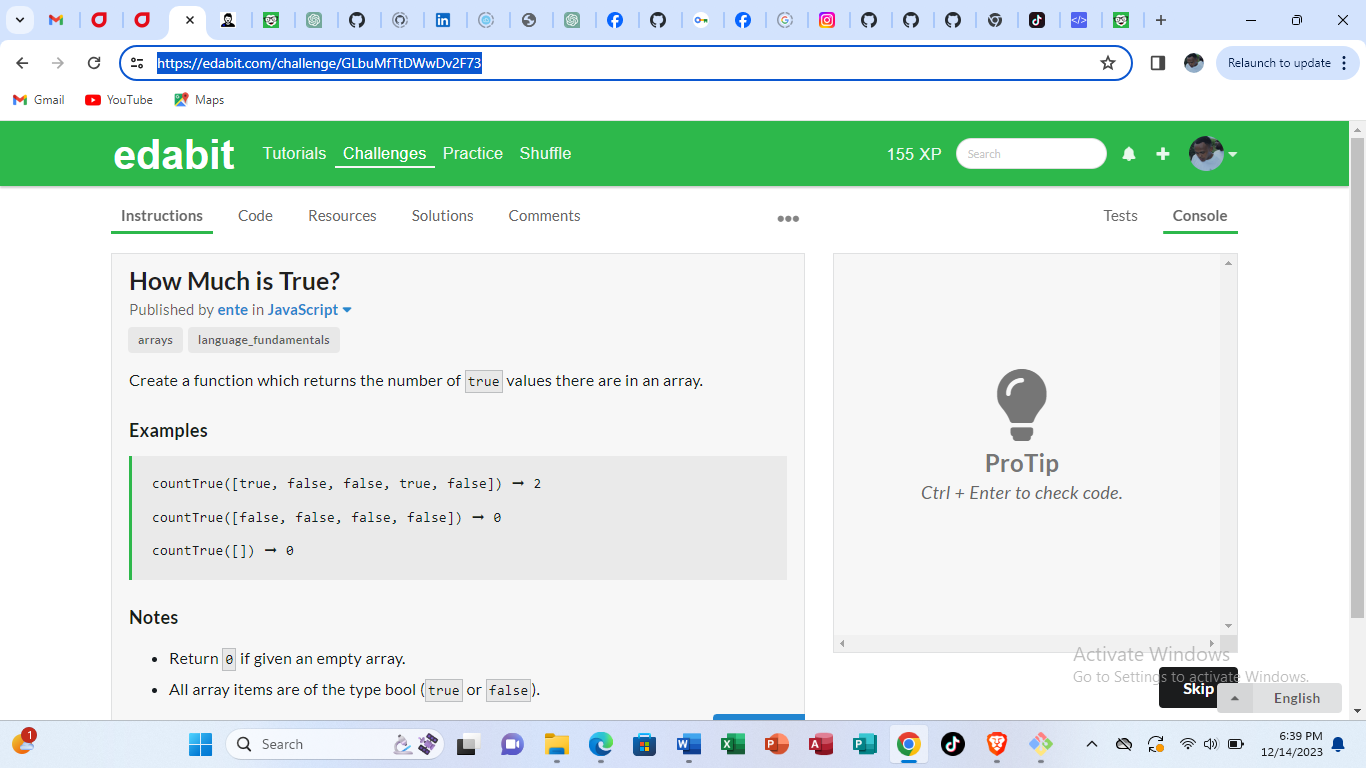 https://edabit.com/challenge/GLbuMfTtDWwDv2F73
Relaunch to update
Gmail YouTube Maps
edabit Tutorials Challenges Practice Shuffle 155 XP Search
Instructions Code Resources Solutions Comments ••• Tests Console
How Much is True?
Published by ente in JavaScript
arrays language_fundamentals
Create a function which returns the number of true values there are in an array.
Examples
countTrue([true, false, false, true, false]) ➞ 2
countTrue([false, false, false, false]) ➞ 0
countTrue([]) ➞ 0
Notes
• Return 0 if given an empty array.
• All array items are of the type bool (true or false).
ProTip
Ctrl + Enter to check code.
Activate Windows
Go to Settings to activate Windows.
Skip
English
1
Search
6:39 PM
12/14/2023